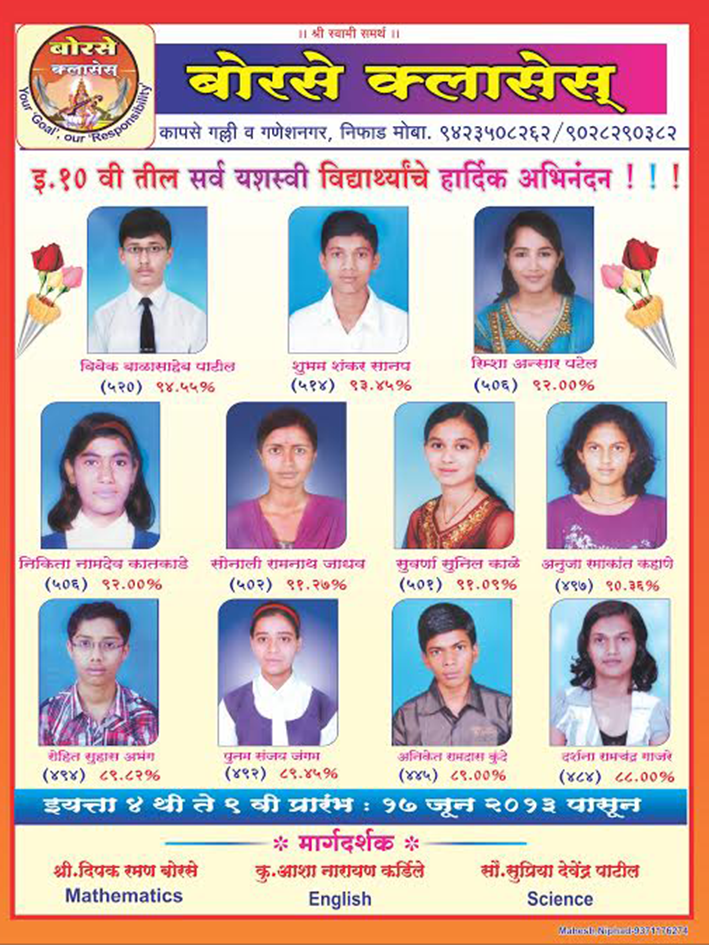 ।। श्री स्वामी समर्थ ।।
बोरसे
क्लासेस्
Your 'Goal', our 'Responsibility'
बोरसे क्लासेस्
कापसे गल्ली व गणेशनगर, निफाड मोबा. ९४२३५०८२६२/९०२८२९०३८२
इ.१० वी तील सर्व यशस्वी विद्यार्थ्यांचे हार्दिक अभिनंदन ! ! !
विवेक बाळासाहेब पाटील शुभम शंकर सानप रिम्शा अन्सार पटेल
(५२०) ९४.५५% (५१४) ९३.४५% (५०६) ९२.००%
निकिता नामदेव कातकाडे सोनाली रामनाथ जाधव सुवर्णा सुनिल काळे अनुजा रमाकांत कहाणे
(५०६) ९२.००% (५०२) ९१.२७% (५०१) ९१.०९% (४९७) ९०.३६%
रोहित सुहास अभंग पुनम संजय जंगम अनिकेत रामदास कुंदे दर्शना रामचंद्र गाजरे
(४९४) ८९.८२% (४९२) ८९.४५% (४४५) ८९.००% (४८४) ८८.००%
इयत्ता ४ थी ते ९ वी प्रारंभ : १७ जून २०१३ पासून
मार्गदर्शक
श्री.दिपक रमण बोरसे कु.आशा नारायण कर्डिले सौ.सुप्रिया देवेंद्र पाटील
Mathematics English Science
Mahesh,Niphad-9371176274